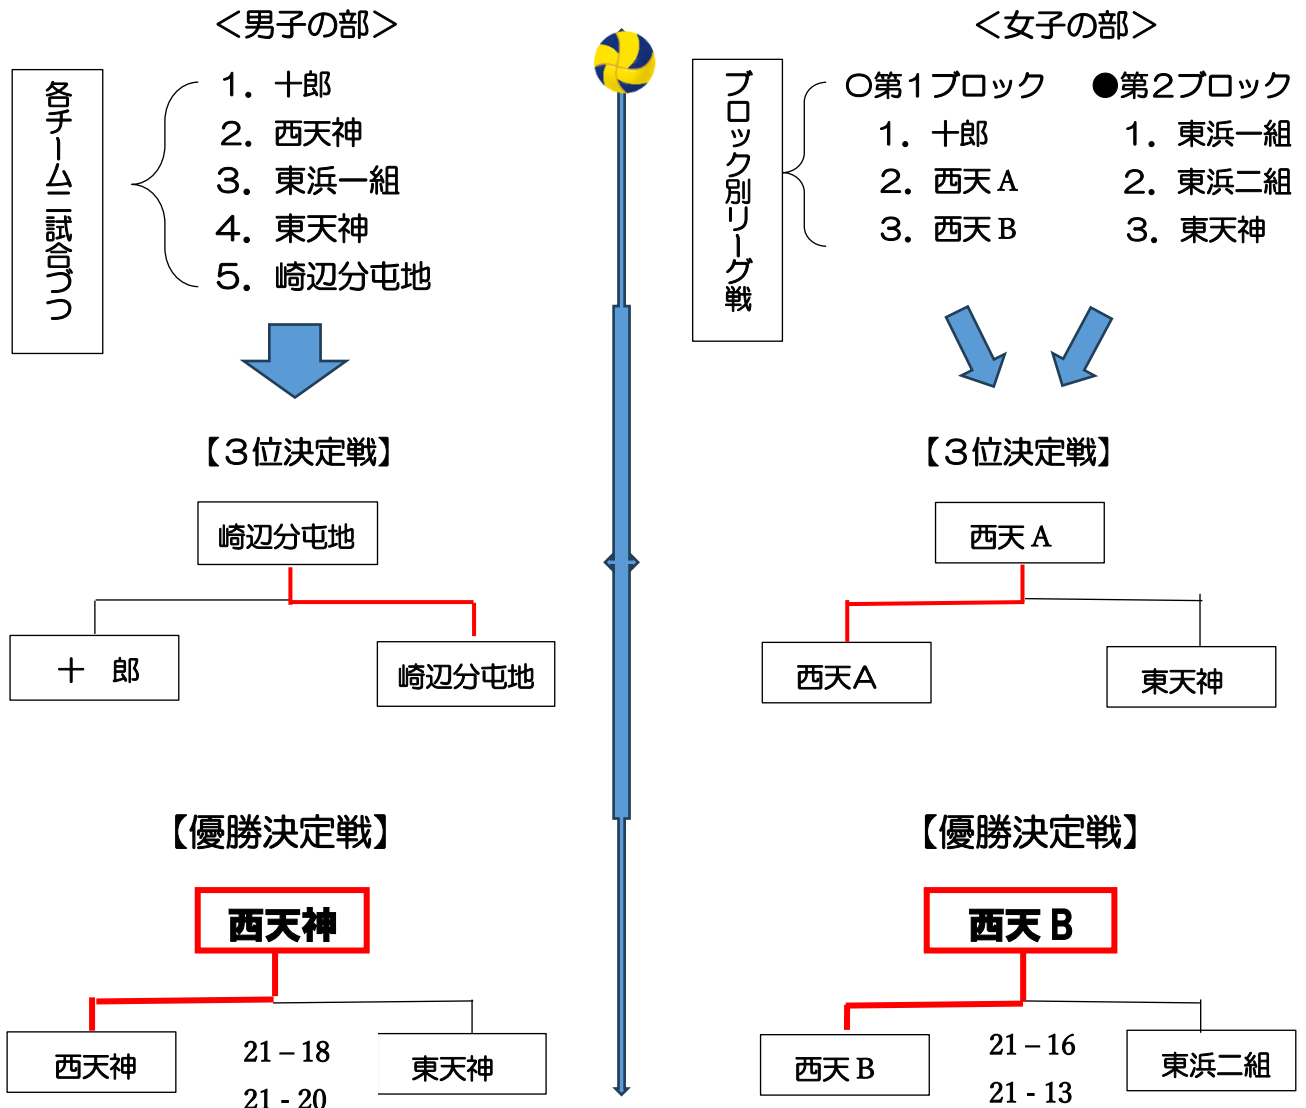 ＜男子の部＞
各チーム二試合づつ
１．十郎
２．西天神
３．東浜一組
４．東天神
５．崎辺分屯地
【３位決定戦】
崎辺分屯地
十　郎
崎辺分屯地
【優勝決定戦】
西天神
西天神
21 – 18
21 - 20
東天神
＜女子の部＞
ブロック別リーグ戦
○第１ブロック
１．十郎
２．西天 A
３．西天 B
●第２ブロック
１．東浜一組
２．東浜二組
３．東天神
【３位決定戦】
西天 A
西天Ａ
東天神
【優勝決定戦】
西天 B
西天 B
21 – 16
21 - 13
東浜二組